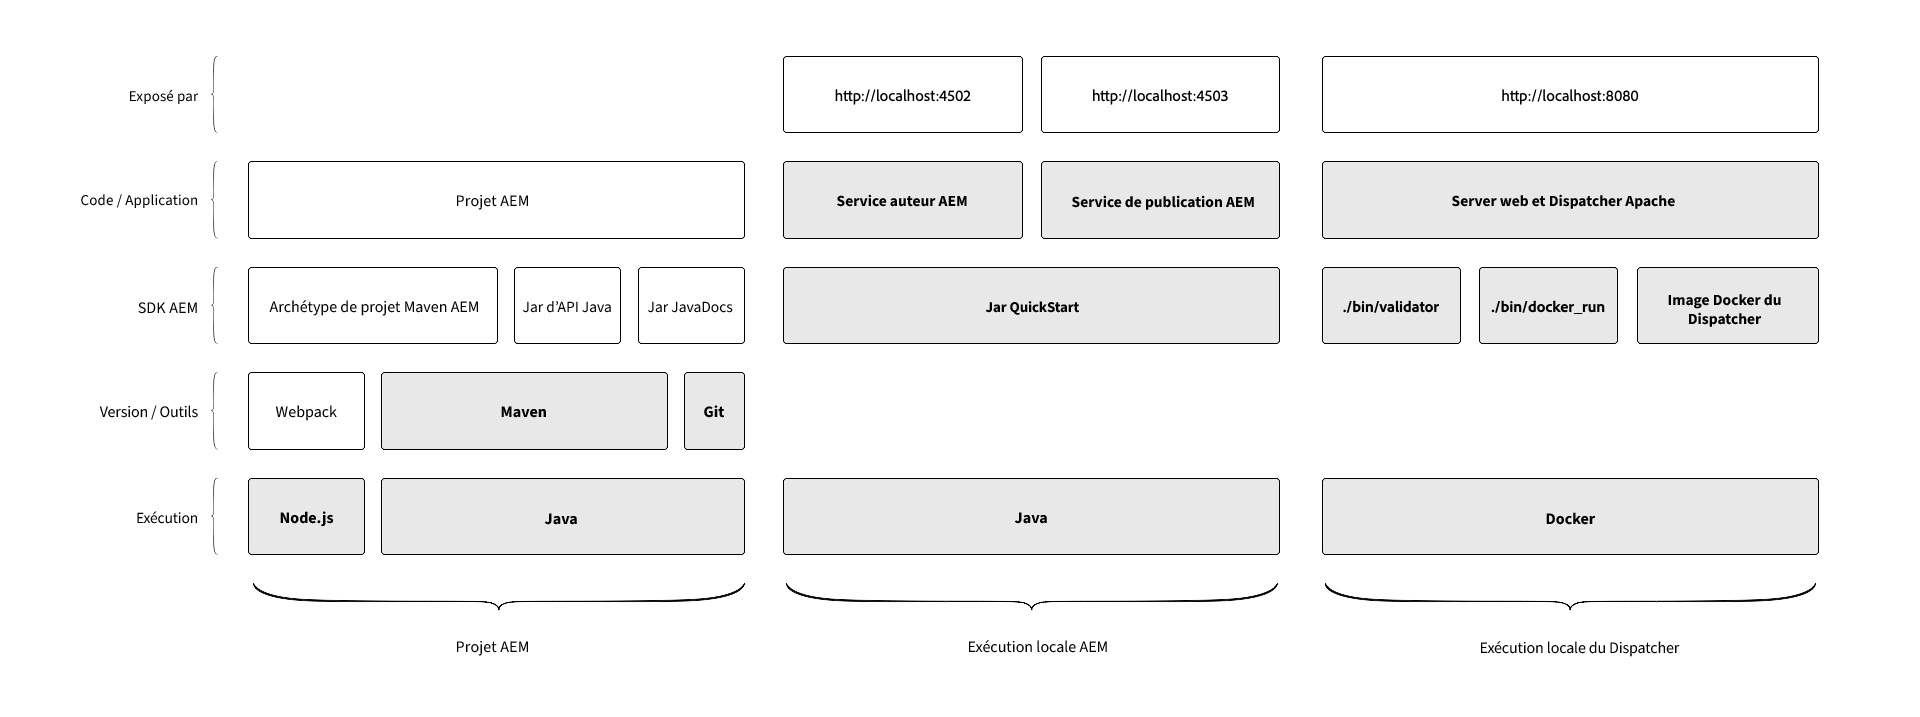 Exposé par
http://localhost:4502
http://localhost:4503
http://localhost:8080
Code / Application
Projet AEM
Service auteur AEM
Service de publication AEM
Server web et Dispatcher Apache
SDK AEM
Archétype de projet Maven AEM
Jar d’API Java
Jar JavaDocs
Jar QuickStart
./bin/validator
./bin/docker_run
Image Docker du
Dispatcher
Version / Outils
Webpack
Maven
Git
Exécution
Node.js
Java
Java
Docker
Projet AEM
Exécution locale AEM
Exécution locale du Dispatcher